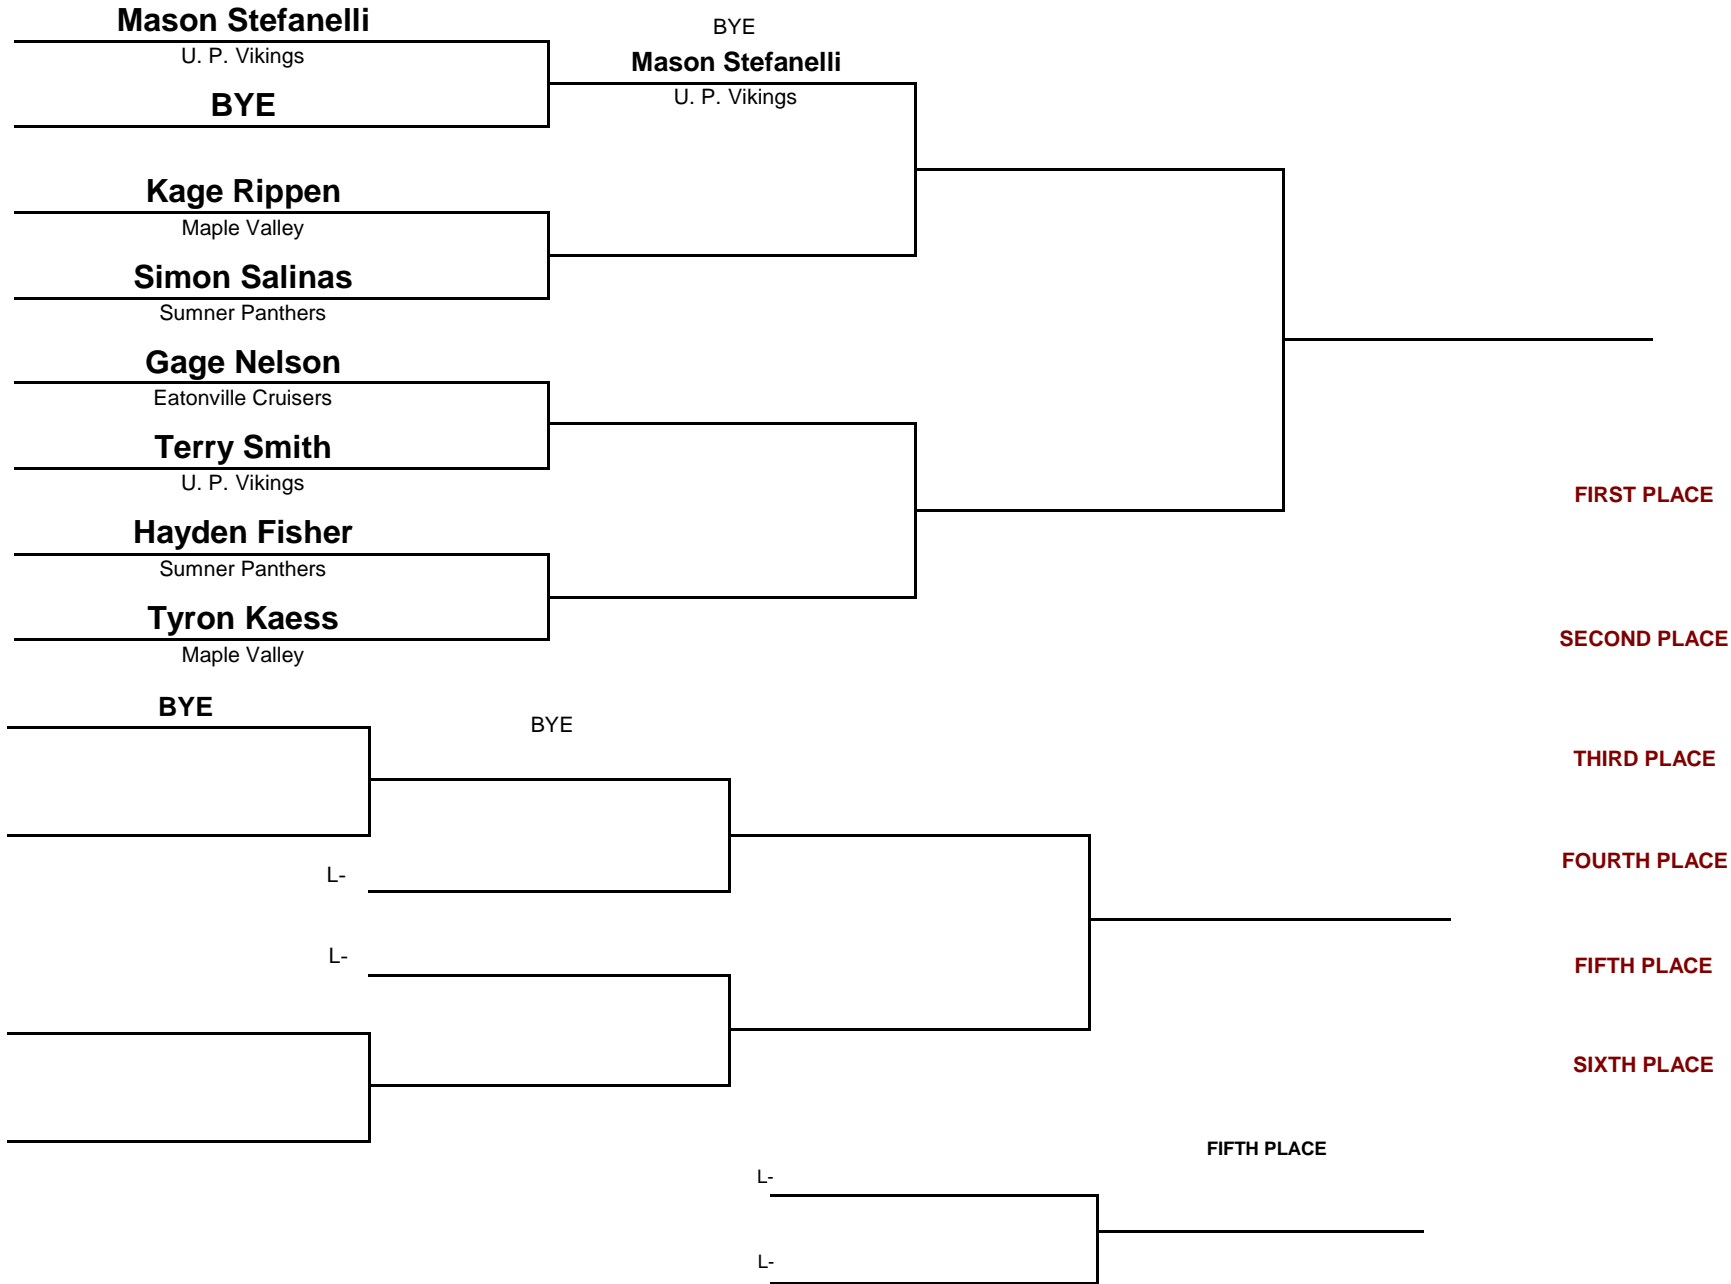 Mason Stefanelli
U. P. Vikings
BYE
BYE
Mason Stefanelli
U. P. Vikings
Kage Rippen
Maple Valley
Simon Salinas
Sumner Panthers
Gage Nelson
Eatonville Cruisers
Terry Smith
U. P. Vikings
Hayden Fisher
Sumner Panthers
Tyron Kaess
Maple Valley
FIRST PLACE
SECOND PLACE
BYE
BYE
THIRD PLACE
L-
FOURTH PLACE
L-
FIFTH PLACE
SIXTH PLACE
FIFTH PLACE
L-
L-